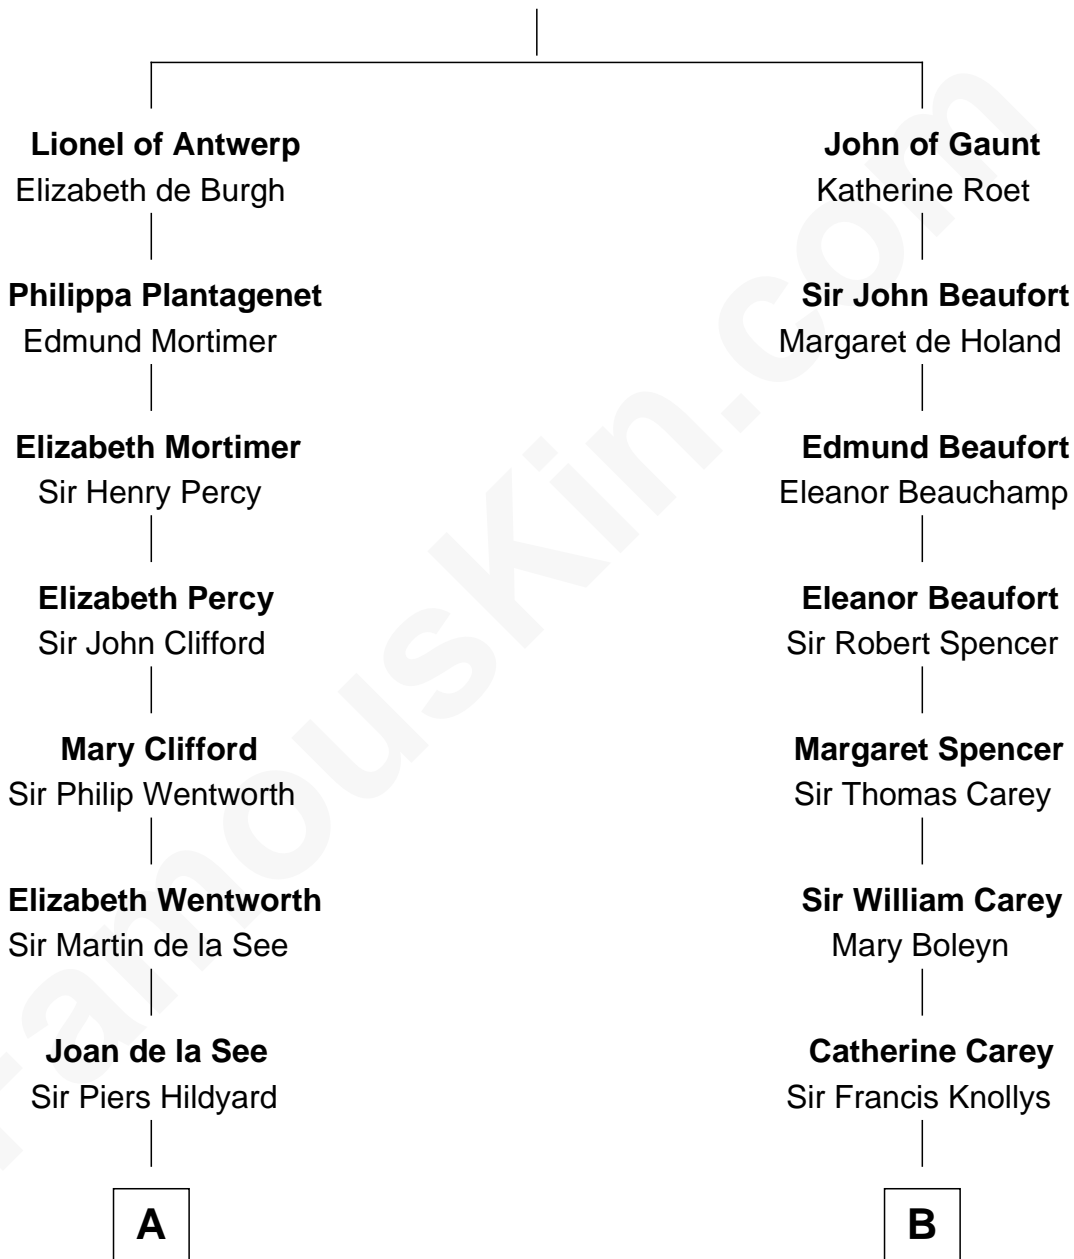 Lionel of Antwerp
Elizabeth de Burgh
Philippa Plantagenet
Edmund Mortimer
Elizabeth Mortimer
Sir Henry Percy
Elizabeth Percy
Sir John Clifford
Mary Clifford
Sir Philip Wentworth
Elizabeth Wentworth
Sir Martin de la See
Joan de la See
Sir Piers Hildyard
A
John of Gaunt
Katherine Roet
Sir John Beaufort
Margaret de Holand
Edmund Beaufort
Eleanor Beauchamp
Eleanor Beaufort
Sir Robert Spencer
Margaret Spencer
Sir Thomas Carey
Sir William Carey
Mary Boleyn
Catherine Carey
Sir Francis Knollys
B
FamousKin.com